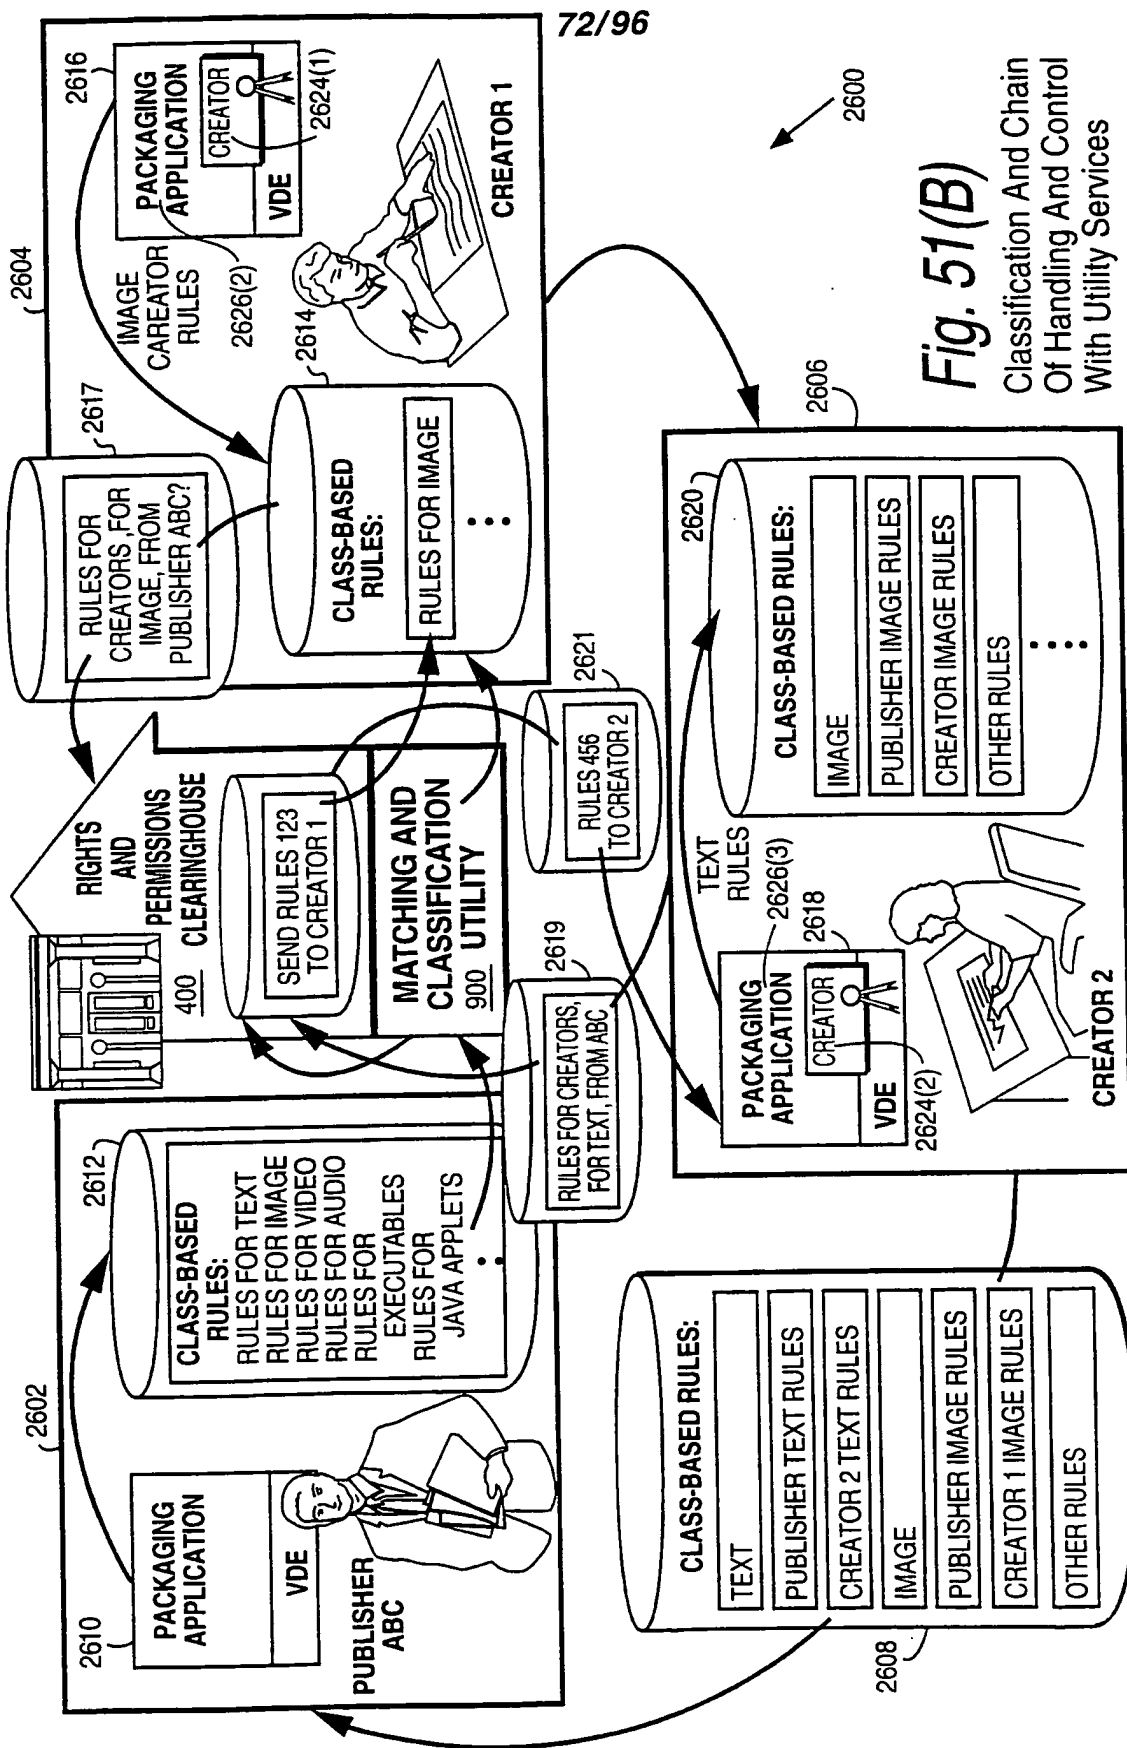 72/96
2602
2610
PACKAGING
APPLICATION
VDE
PUBLISHER
ABC
2612
CLASS-BASED
RULES:
RULES FOR TEXT
RULES FOR IMAGE
RULES FOR VIDEO
RULES FOR AUDIO
RULES FOR
EXECUTABLES
RULES FOR
JAVA APPLETS
RIGHTS
AND
PERMISSIONS
CLEARINGHOUSE
400
SEND RULES 123
TO CREATOR 1
MATCHING AND
CLASSIFICATION
900 UTILITY
2617
RULES FOR
CREATORS ,FOR
IMAGE, FROM
PUBLISHER ABC?
2604
2616
PACKAGING
APPLICATION
CREATOR
VDE
2624(1)
IMAGE
CAREATOR
RULES
2626(2)
2614
CLASS-BASED
RULES:
RULES FOR IMAGE
CREATOR 1
2619
RULES FOR CREATORS,
FOR TEXT, FROM ABC
2621
RULES 456
TO CREATOR 2
2608
CLASS-BASED RULES:
TEXT
PUBLISHER TEXT RULES
CREATOR 2 TEXT RULES
IMAGE
PUBLISHER IMAGE RULES
CREATOR 1 IMAGE RULES
OTHER RULES
2606
PACKAGING
APPLICATION
2626(3)
CREATOR
2618
VDE
2624(2)
TEXT
RULES
CREATOR 2
2620
CLASS-BASED RULES:
IMAGE
PUBLISHER IMAGE RULES
CREATOR IMAGE RULES
OTHER RULES
2600
Fig. 51(B)
Classification And Chain
Of Handling And Control
With Utility Services